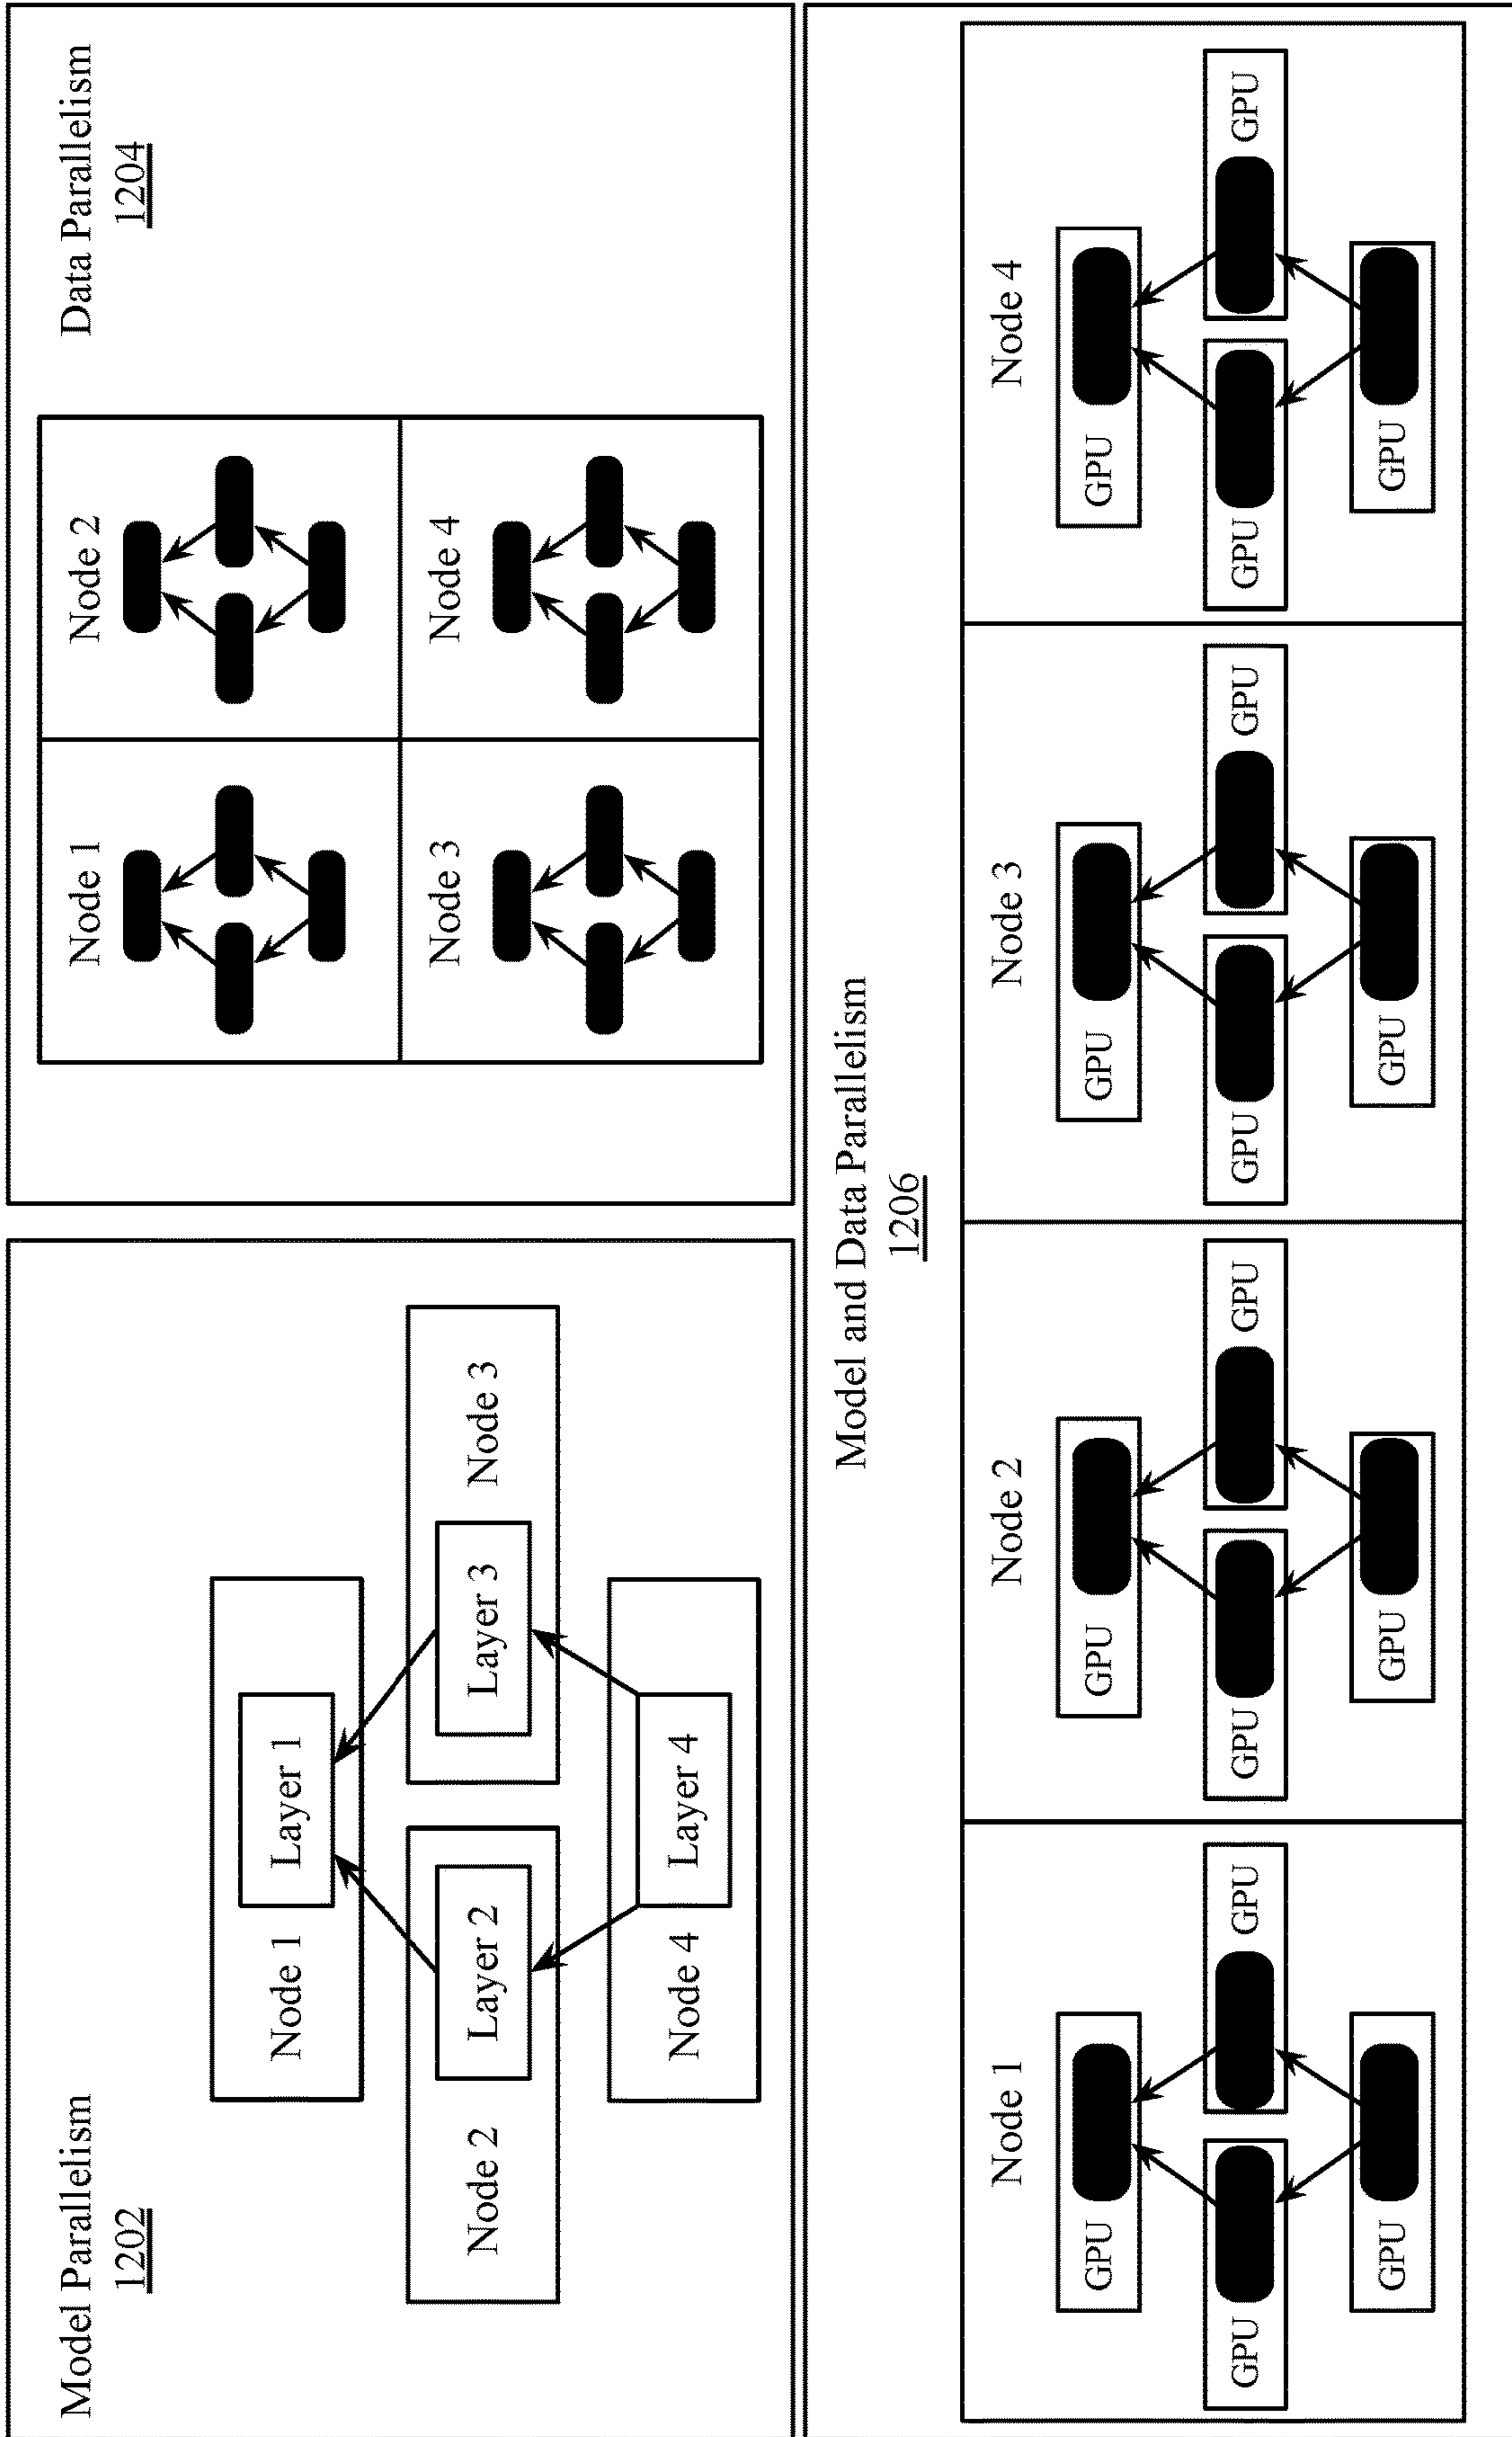 Model Parallelism
1202
Node 1
Layer 1
Node 2
Layer 2
Layer 3
Node 3
Node 4
Layer 4
Data Parallelism
1204
Node 1
Node 2
Node 3
Node 4
Model and Data Parallelism
1206
Node 1
GPU
GPU
GPU
GPU
Node 2
GPU
GPU
GPU
GPU
Node 3
GPU
GPU
GPU
GPU
Node 4
GPU
GPU
GPU
GPU